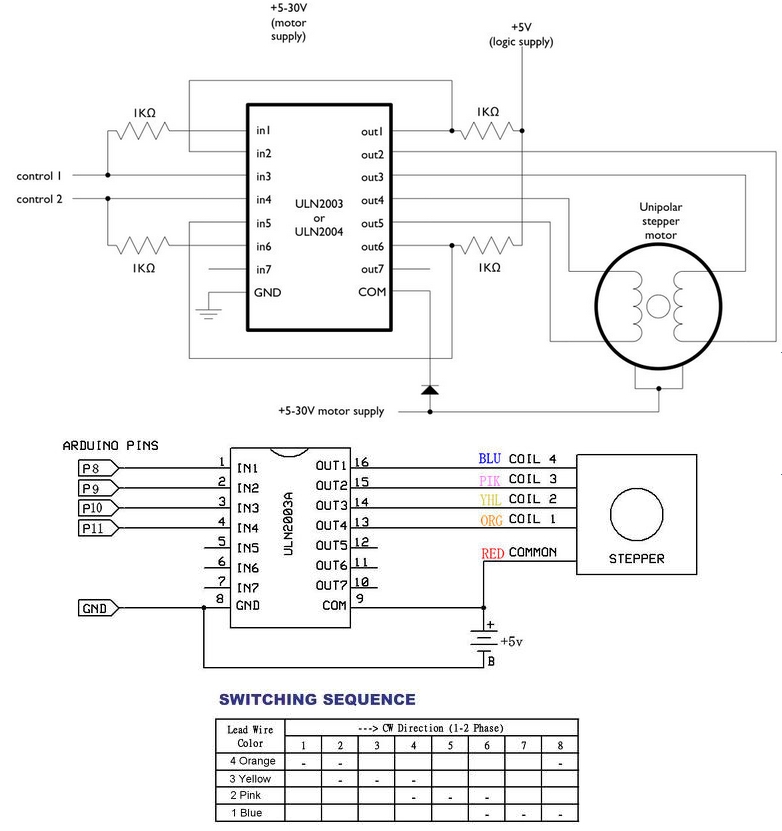 +5-30V
(motor
supply)
+5V
(logic supply)
1KΩ
1KΩ
in1 out1
in2 out2
control 1 in3 out3
control 2 in4 out4
ULN2003
or
ULN2004
Unipolar
stepper
motor
in5 out5
in6 out6
1KΩ
1KΩ
in7 out7
GND COM
+5-30V motor supply
ARDUINO PINS
P8 1 IN1 OUT1 16 BLU COIL 4
P9 2 IN2 OUT2 15 PIK COIL 3
P10 3 IN3 OUT3 14 YHL COIL 2
P11 4 IN4 OUT4 13 ORG COIL 1
ULN2003A
5 IN5 OUT5 12
6 IN6 OUT6 11
7 IN7 OUT7 10
RED COMMON
STEPPER
GND 8 GND COM 9
+
+5v
B
SWITCHING SEQUENCE
Lead Wire
Color
---> CW Direction (1-2 Phase)
1 2 3 4 5 6 7 8
4 Orange - - -
3 Yellow - - -
2 Pink - - -
1 Blue - - -